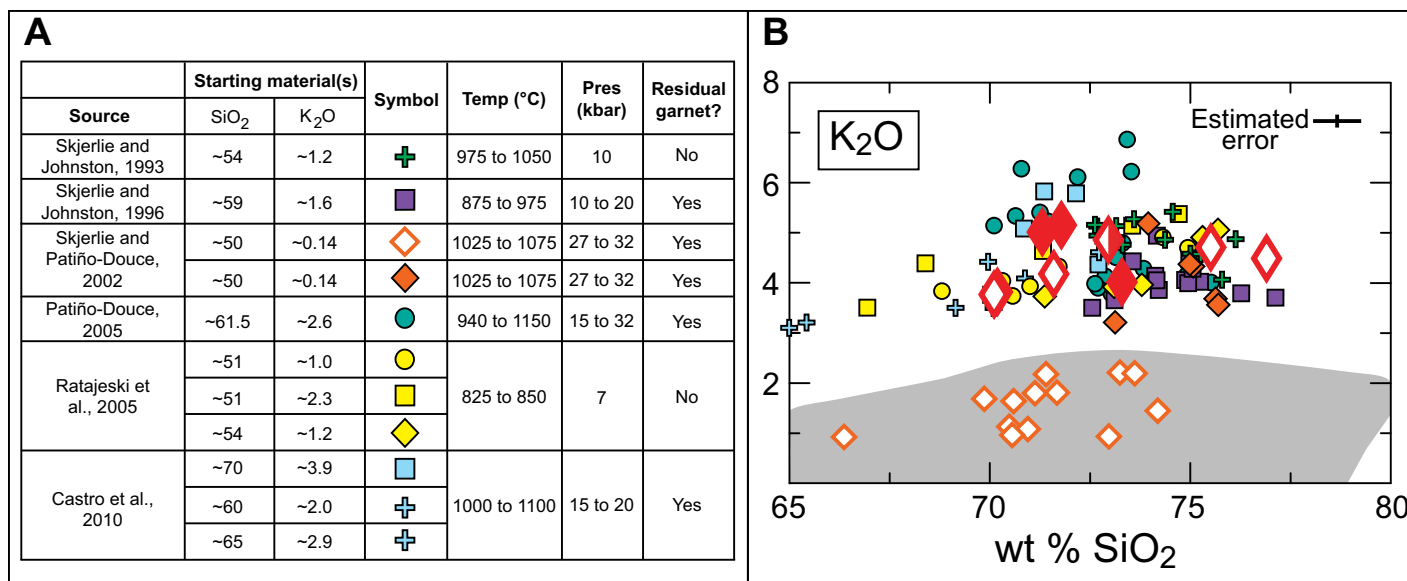 A
Starting material(s)
Source
SiO2
K2O
Symbol
Temp (°C)
Pres
(kbar)
Residual
garnet?
Skjerlie and
Johnston, 1993
~54
~1.2
975 to 1050
10
No
Skjerlie and
Johnston, 1996
~59
~1.6
875 to 975
10 to 20
Yes
Skjerlie and
Patiño-Douce,
2002
~50
~0.14
1025 to 1075
27 to 32
Yes
~50
~0.14
1025 to 1075
27 to 32
Yes
Patiño-Douce,
2005
~61.5
~2.6
940 to 1150
15 to 32
Yes
Ratajeski et
al., 2005
~51
~1.0
~51
~2.3
~54
~1.2
825 to 850
7
No
Castro et al.,
2010
~70
~3.9
~60
~2.0
~65
~2.9
1000 to 1100
15 to 20
Yes
B
8
6
4
2
K2O
Estimated
error
65
70
75
80
wt % SiO2